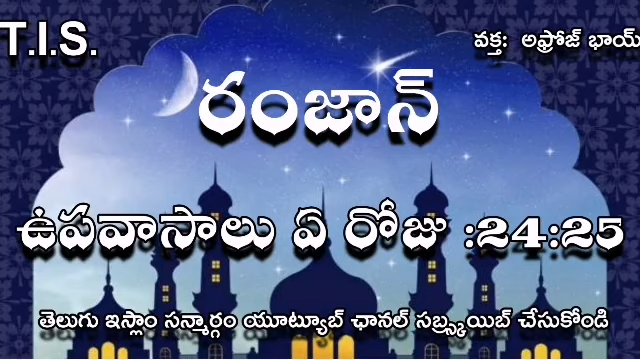 T.I.S.
వక్త: అఫ్రోజ్ భాయ్
రంజాన్
ఉపవాసాలు ఏ రోజు :24:25
తెలుగు ఇస్లాం సన్మార్గం యూట్యూబ్ ఛానల్ సబ్స్క్రయిబ్ చేసుకోండి